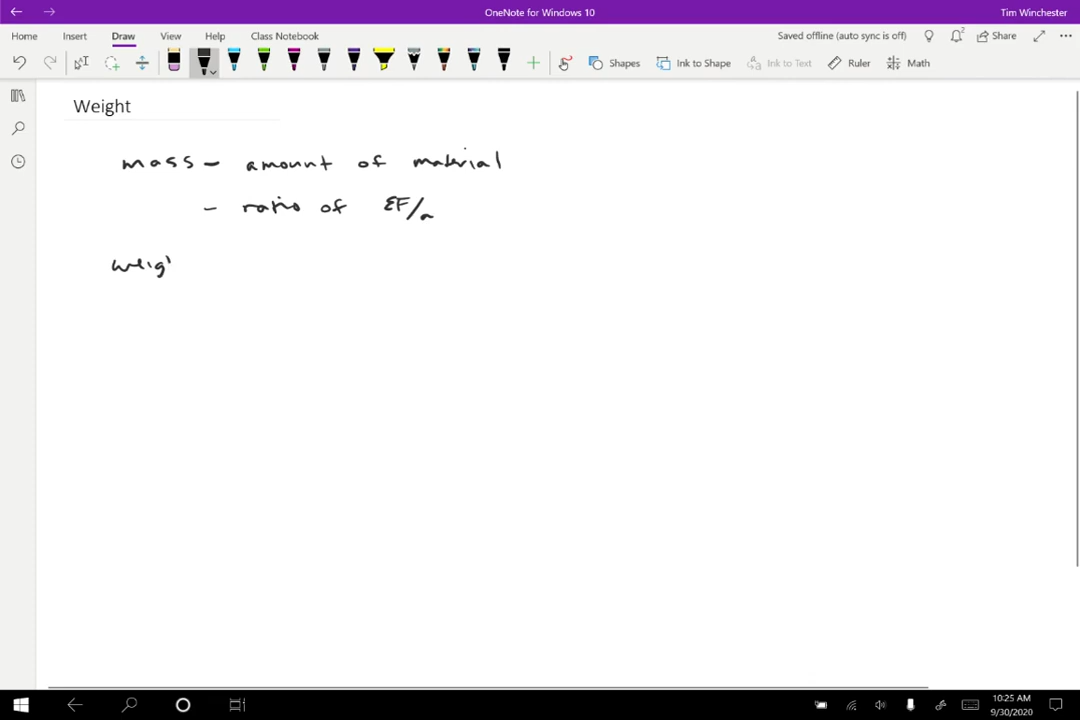 OneNote for Windows 10
Tim Winchester
Home Insert Draw View Help Class Notebook
Saved offline (auto sync is off) Share
Shapes Ink to Shape Ink to Text Ruler Math
Weight
mass - amount of material
- ratio of ΣF/a
weigh
10:25 AM
9/30/2020